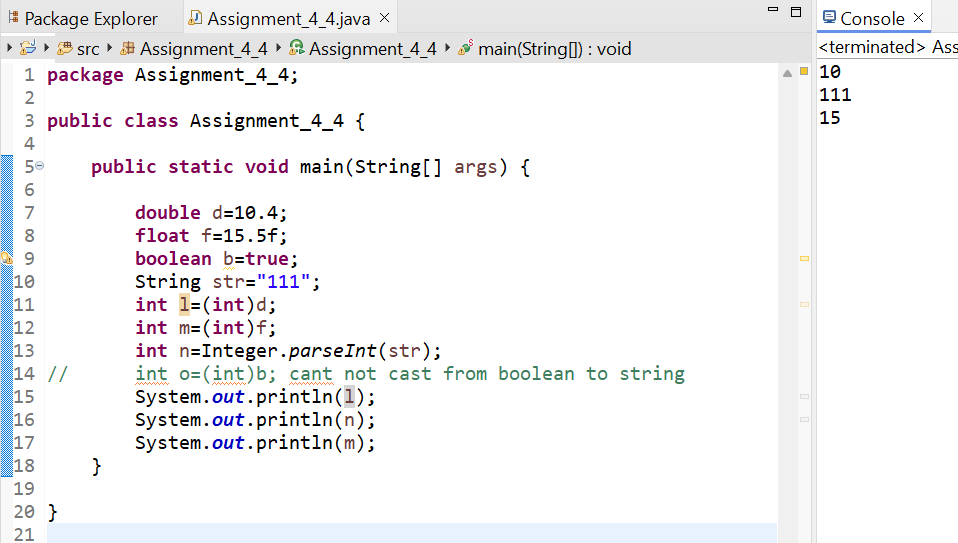 Package Explorer
Assignment_4_4.java
src Assignment_4_4 Assignment_4_4 main(String[]) : void
1 package Assignment_4_4;
2
3 public class Assignment_4_4 {
4
5 public static void main(String[] args) {
6
7 double d=10.4;
8 float f=15.5f;
9 boolean b=true;
10 String str="111";
11 int l=(int)d;
12 int m=(int)f;
13 int n=Integer.parseInt(str);
14 // int o=(int)b; cant not cast from boolean to string
15 System.out.println(l);
16 System.out.println(n);
17 System.out.println(m);
18 }
19
20 }
21
Console
<terminated> Ass
10
111
15